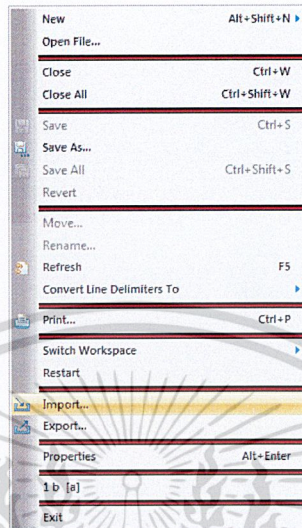 New Alt+Shift+N
Open File...
Close Ctrl+W
Close All Ctrl+Shift+W
Save Ctrl+S
Save As...
Save All Ctrl+Shift+S
Revert
Move...
Rename...
Refresh F5
Convert Line Delimiters To
Print... Ctrl+P
Switch Workspace
Restart
Import...
Export...
Properties Alt+Enter
1 b [a]
Exit